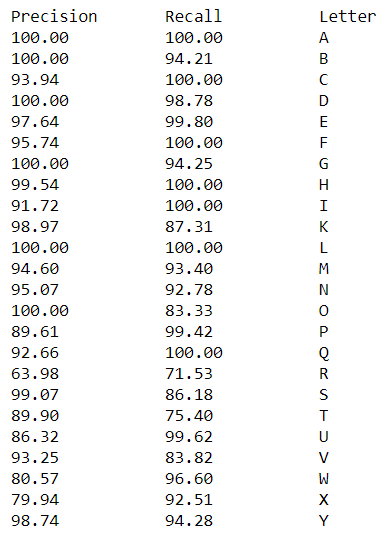 Precision Recall Letter
100.00 100.00 A
100.00 94.21 B
93.94 100.00 C
100.00 98.78 D
97.64 99.80 E
95.74 100.00 F
100.00 94.25 G
99.54 100.00 H
91.72 100.00 I
98.97 87.31 K
100.00 100.00 L
94.60 93.40 M
95.07 92.78 N
100.00 83.33 O
89.61 99.42 P
92.66 100.00 Q
63.98 71.53 R
99.07 86.18 S
89.90 75.40 T
86.32 99.62 U
93.25 83.82 V
80.57 96.60 W
79.94 92.51 X
98.74 94.28 Y